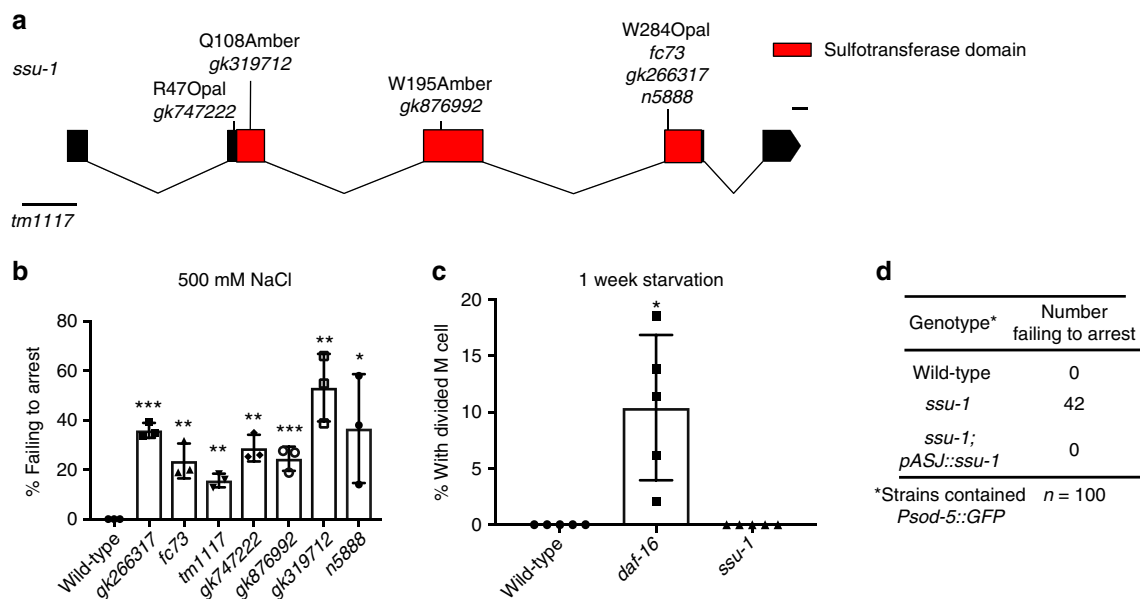 a
ssu-1
Q108Amber
gk319712
R47Opal
gk747222
W195Amber
gk876992
W284Opal
fc73
gk266317
n5888
Sulfotransferase domain
tm1117
b
500 mM NaCl
% Failing to arrest
80
60
40
20
0
***
**
**
**
***
**
*
Wild-type
gk266317
fc73
tm1117
gk747222
gk876992
gk319712
n5888
c
1 week starvation
% With divided M cell
20
15
10
5
0
*
Wild-type
daf-16
ssu-1
d
Genotype* Number
failing to arrest
Wild-type 0
ssu-1 42
ssu-1;
pASJ::ssu-1 0
*Strains contained n = 100
Psod-5::GFP